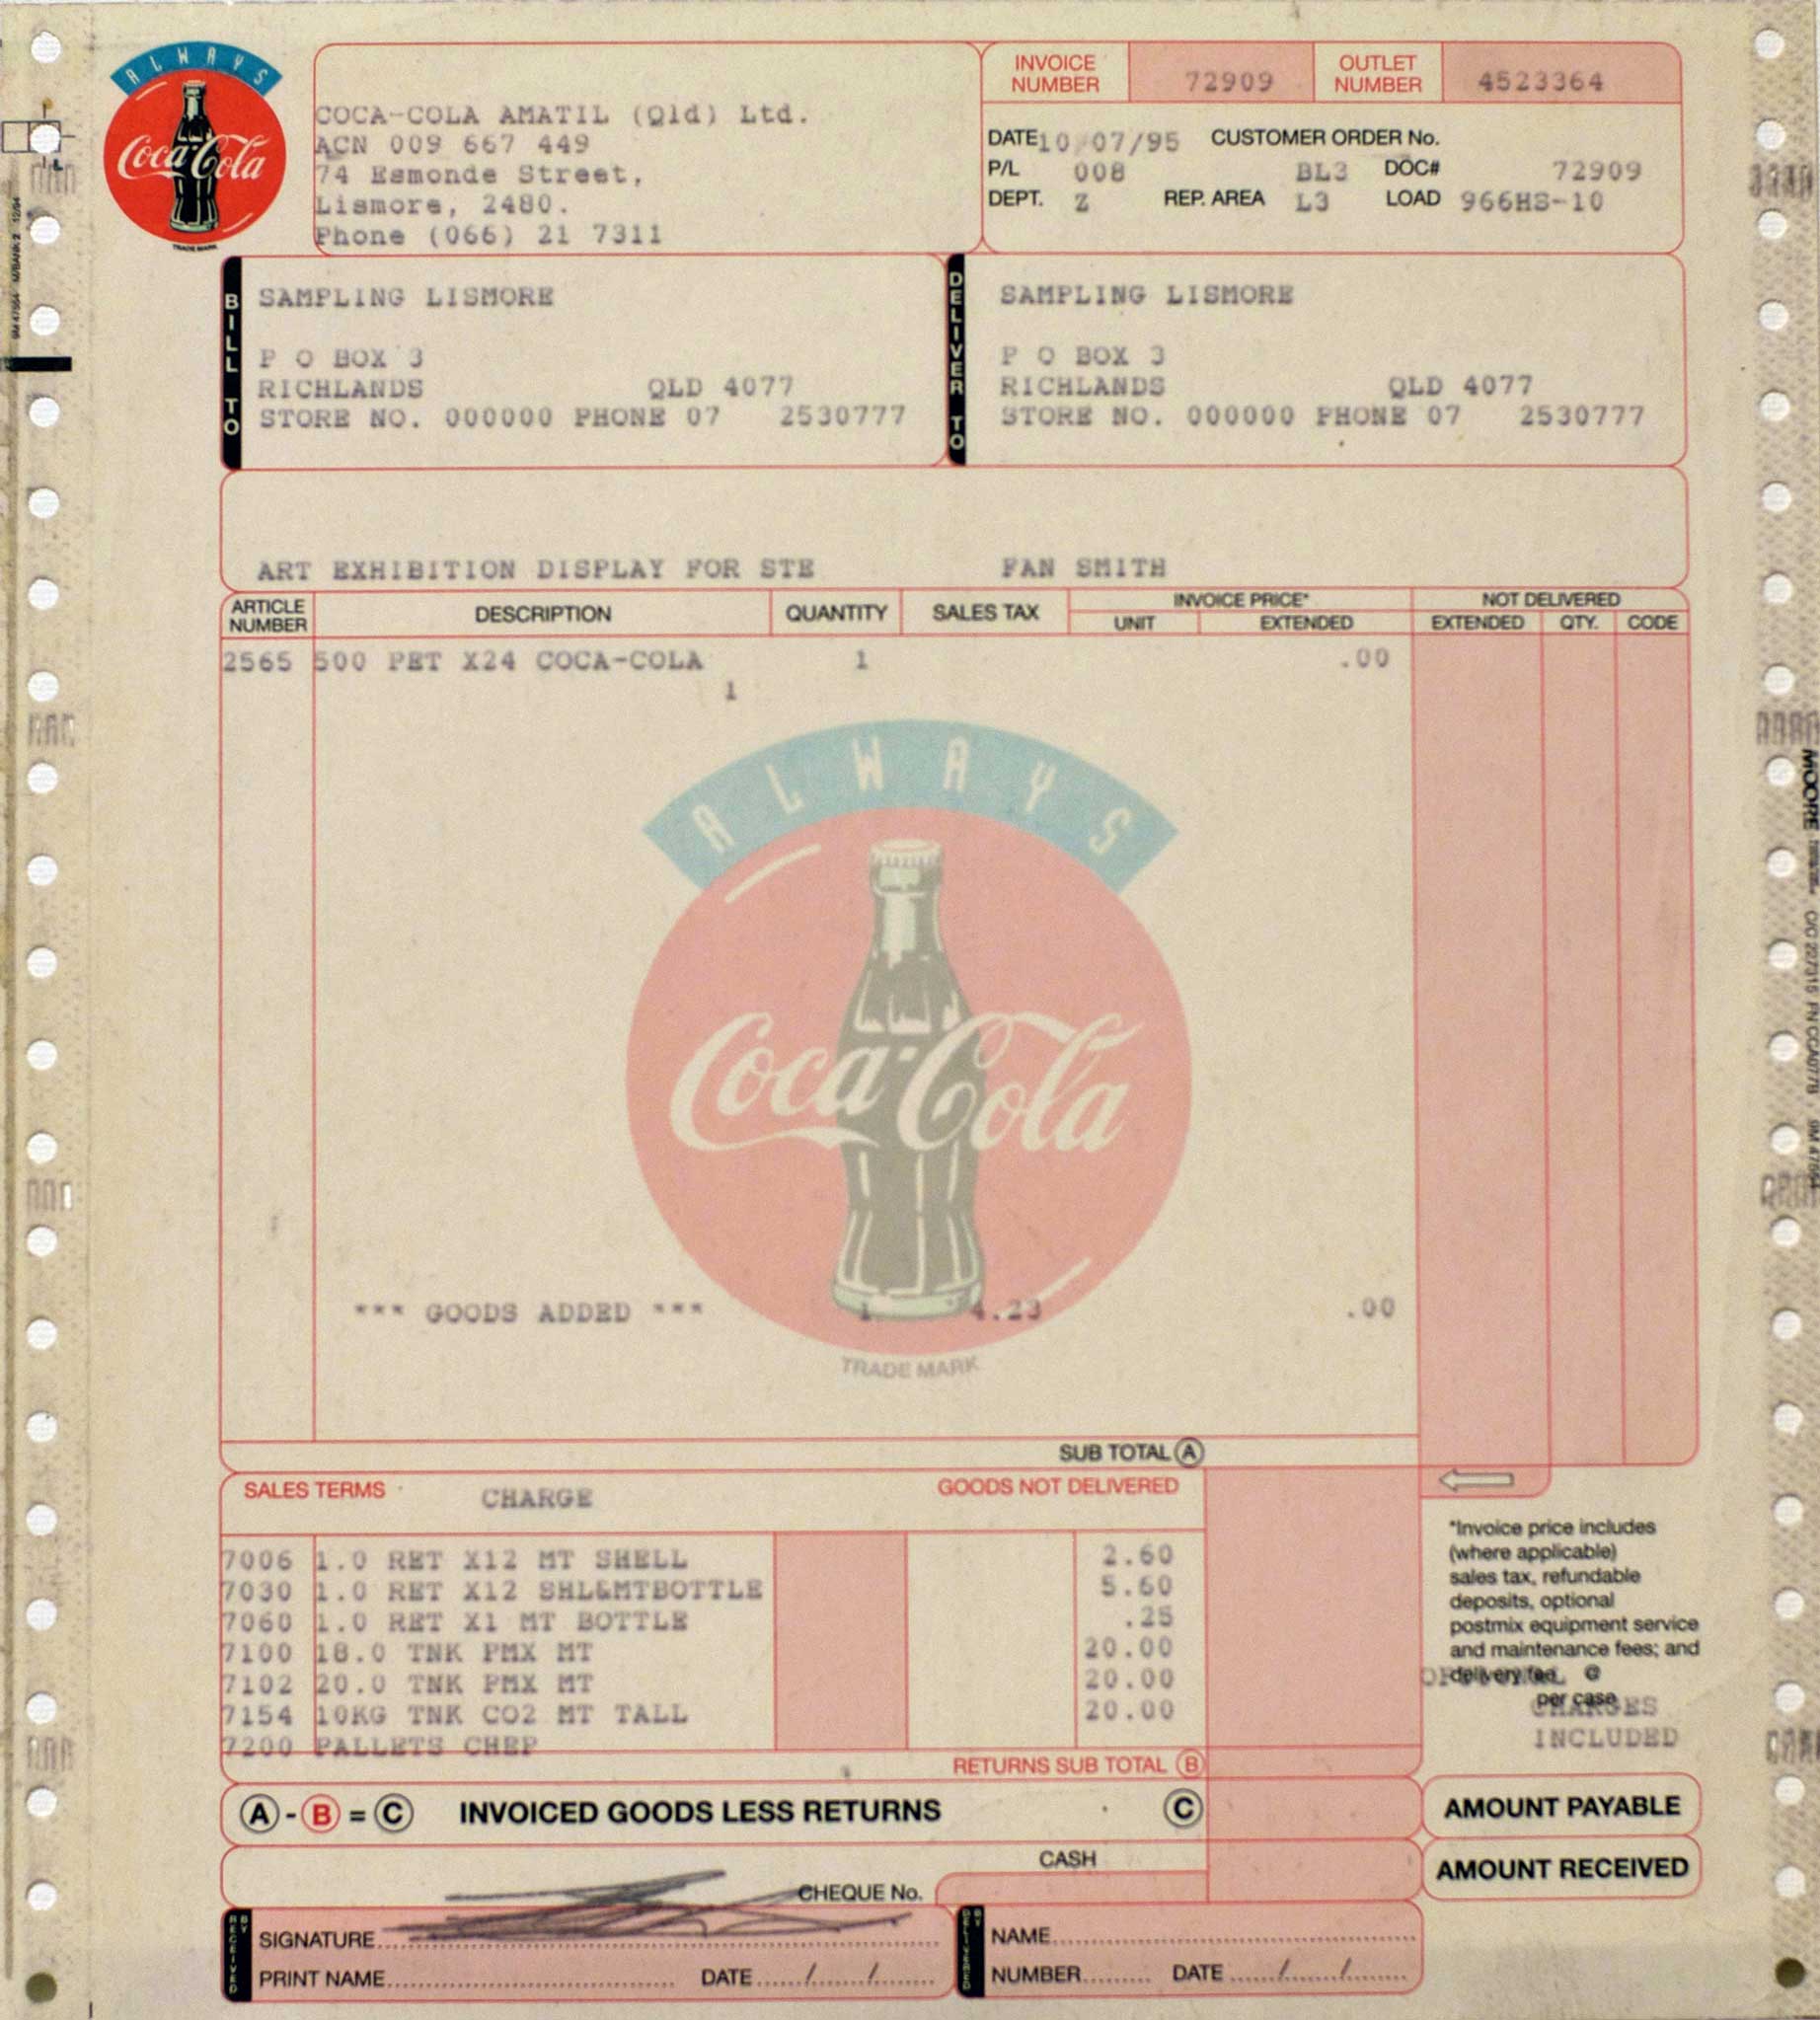 ALWAYS
Coca-Cola
TRADE MARK
COCA-COLA AMATIL (Qld) Ltd.
ACN 009 667 449
74 Esmonde Street,
Lismore, 2480.
Phone (066) 21 7311
INVOICE NUMBER 72909 OUTLET NUMBER 4523364
DATE 10/07/95 CUSTOMER ORDER No.
P/L 008 BL3 DOC# 72909
DEPT. Z REP. AREA L3 LOAD 966HS-10
BILL TO
SAMPLING LISMORE
P O BOX 3
RICHLANDS QLD 4077
STORE NO. 000000 PHONE 07 2530777
DELIVER TO
SAMPLING LISMORE
P O BOX 3
RICHLANDS QLD 4077
STORE NO. 000000 PHONE 07 2530777
ART EXHIBITION DISPLAY FOR STE FAN SMITH
ARTICLE NUMBER DESCRIPTION QUANTITY SALES TAX INVOICE PRICE* NOT DELIVERED
UNIT EXTENDED EXTENDED QTY. CODE
2565 500 PET X24 COCA-COLA 1 .00
1
ALWAYS
Coca-Cola
*** GOODS ADDED *** 1 4.23 .00
TRADE MARK
SUB TOTAL A
SALES TERMS CHARGE GOODS NOT DELIVERED
7006 1.0 RET X12 MT SHELL 2.60
7030 1.0 RET X12 SHL&MTBOTTLE 5.60
7060 1.0 RET X1 MT BOTTLE .25
7100 18.0 TNK PMX MT 20.00
7102 20.0 TNK PMX MT 20.00
7154 10KG TNK CO2 MT TALL 20.00
7200 PALLETS CHEP
RETURNS SUB TOTAL B
*Invoice price includes
(where applicable)
sales tax, refundable
deposits, optional
postmix equipment service
and maintenance fees; and
delivery fee @
per case
CHARGES
INCLUDED
A - B = C INVOICED GOODS LESS RETURNS C AMOUNT PAYABLE
CASH
CHEQUE No. AMOUNT RECEIVED
RECEIVED BY
SIGNATURE
PRINT NAME DATE / /
DELIVERED BY
NAME
NUMBER DATE / /
MOORE